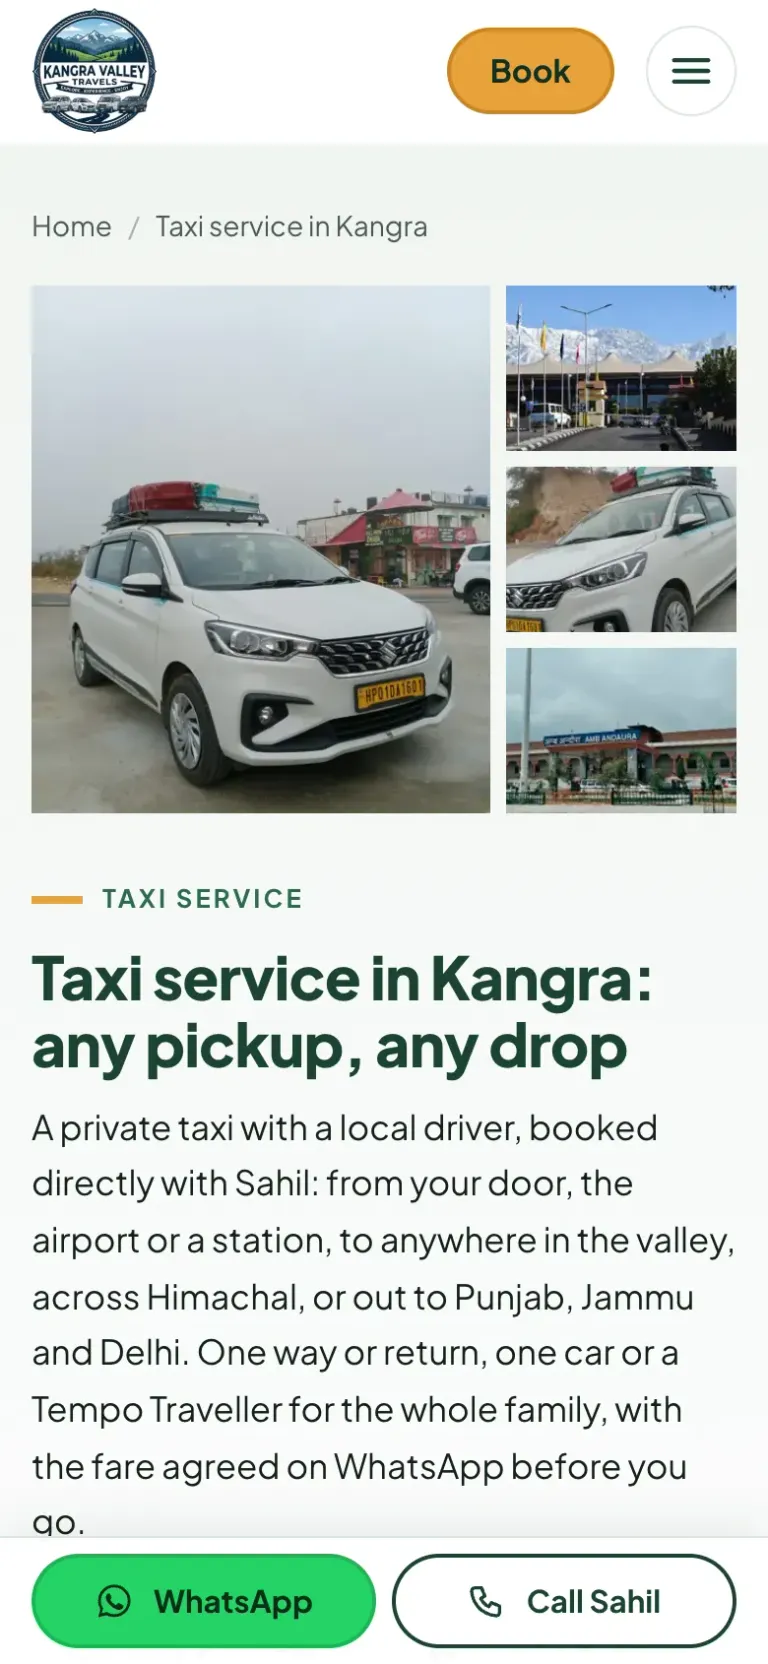 KANGRA VALLEY
TRAVELS
Book
Home / Taxi service in Kangra
HP01DA1601
AMB ANDAURA
TAXI SERVICE
Taxi service in Kangra:
any pickup, any drop
A private taxi with a local driver, booked
directly with Sahil: from your door, the
airport or a station, to anywhere in the valley,
across Himachal, or out to Punjab, Jammu
and Delhi. One way or return, one car or a
Tempo Traveller for the whole family, with
the fare agreed on WhatsApp before you
go.
WhatsApp
Call Sahil